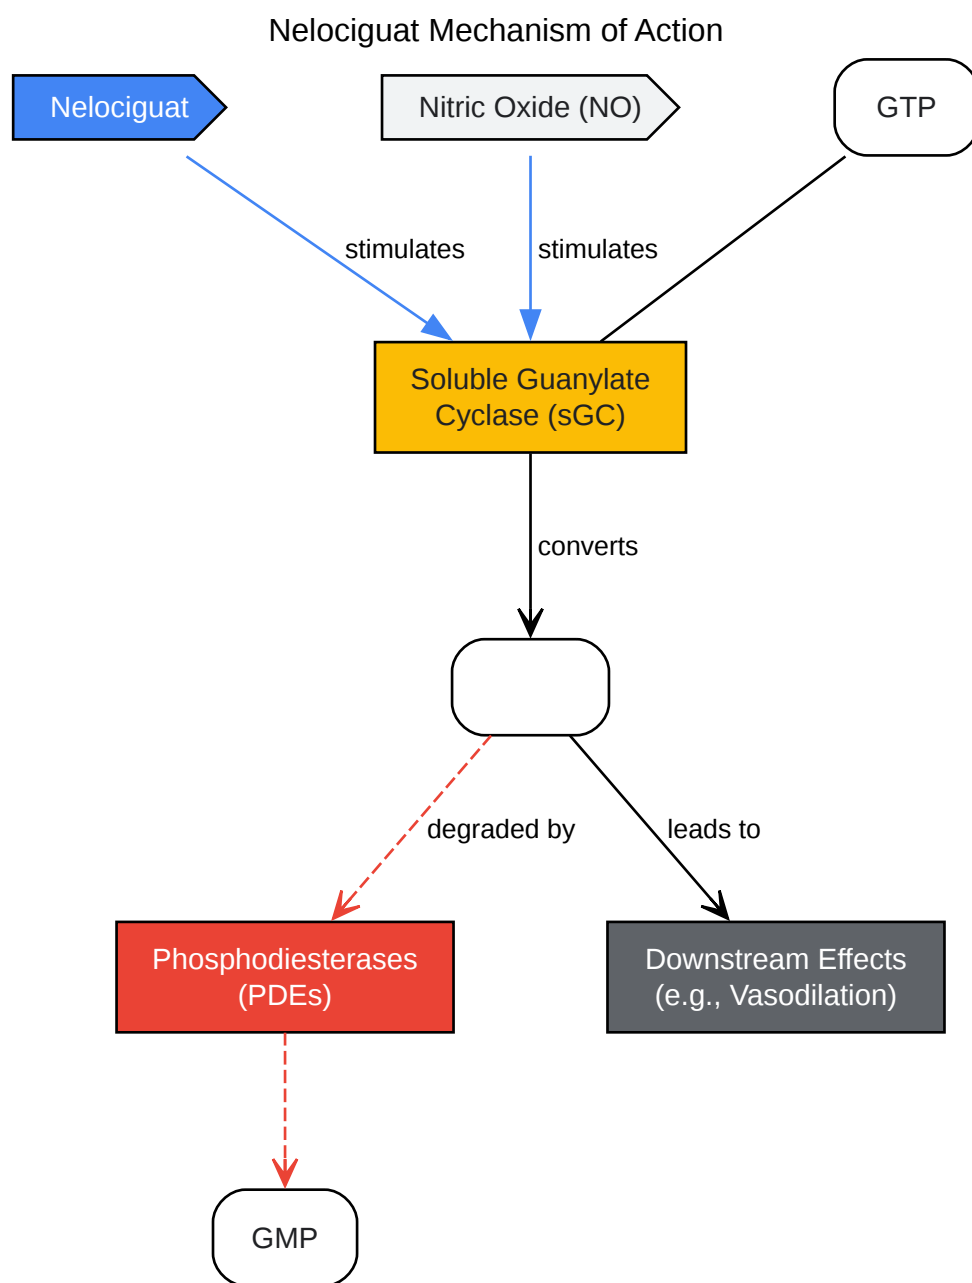 Nelociguat Mechanism of Action
Nelociguat
Nitric Oxide (NO)
GTP
stimulates
stimulates
Soluble Guanylate
Cyclase (sGC)
converts
degraded by
leads to
Phosphodiesterases
(PDEs)
Downstream Effects
(e.g., Vasodilation)
GMP